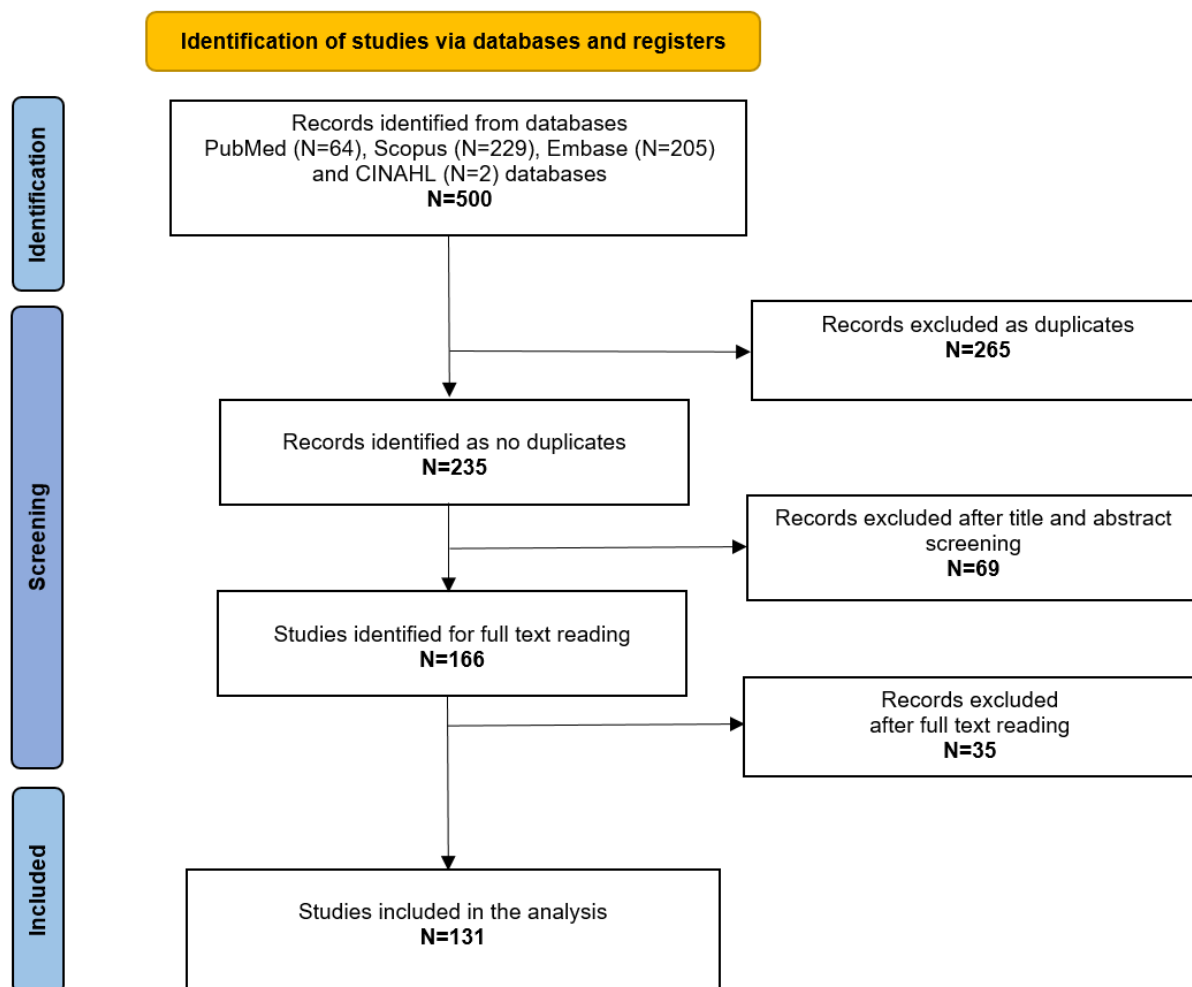 Identification of studies via databases and registers
Identification
Records identified from databases
PubMed (N=64), Scopus (N=229), Embase (N=205)
and CINAHL (N=2) databases
N=500
Screening
Records excluded as duplicates
N=265
Records identified as no duplicates
N=235
Records excluded after title and abstract
screening
N=69
Studies identified for full text reading
N=166
Records excluded
after full text reading
N=35
Included
Studies included in the analysis
N=131